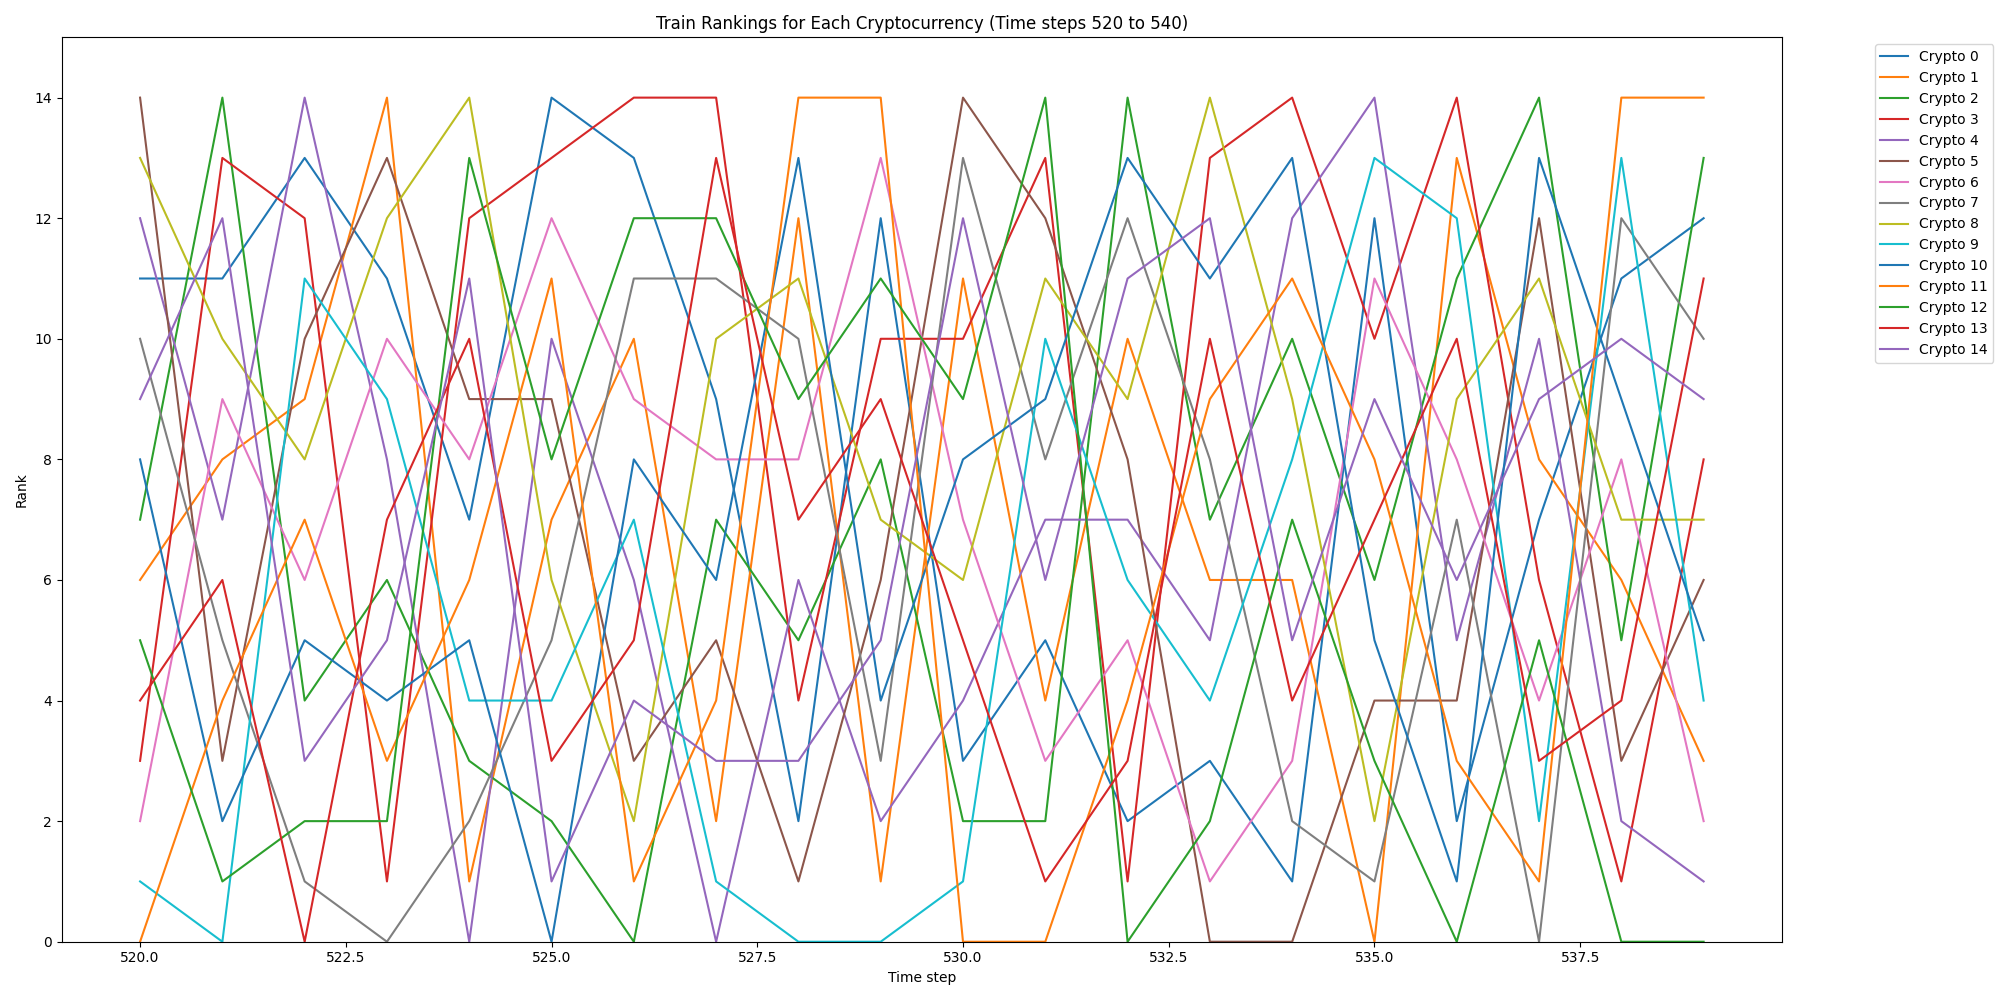 Train Rankings for Each Cryptocurrency (Time steps 520 to 540)
Rank
14
12
10
8
6
4
2
0
520.0 522.5 525.0 527.5 530.0 532.5 535.0 537.5
Time step
Crypto 0
Crypto 1
Crypto 2
Crypto 3
Crypto 4
Crypto 5
Crypto 6
Crypto 7
Crypto 8
Crypto 9
Crypto 10
Crypto 11
Crypto 12
Crypto 13
Crypto 14